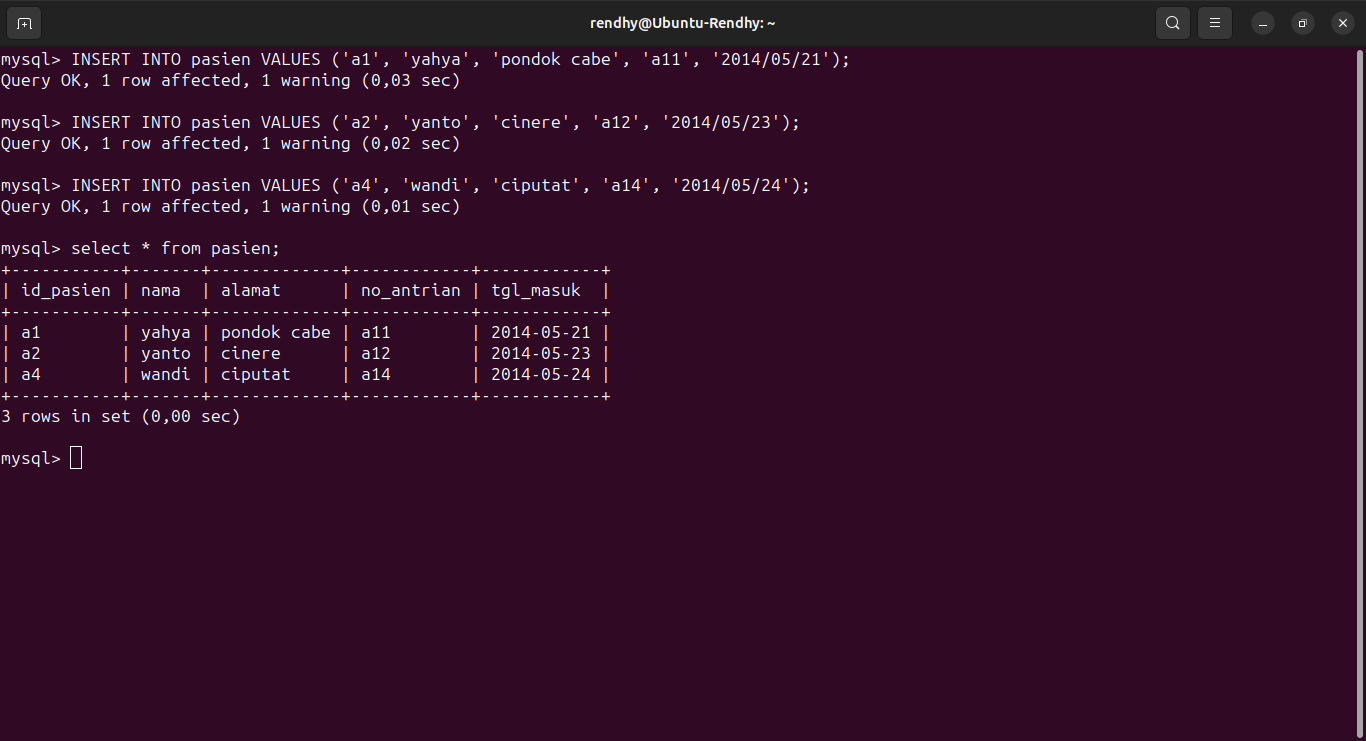 rendhy@Ubuntu-Rendhy: ~
mysql> INSERT INTO pasien VALUES ('a1', 'yahya', 'pondok cabe', 'a11', '2014/05/21');
Query OK, 1 row affected, 1 warning (0,03 sec)
mysql> INSERT INTO pasien VALUES ('a2', 'yanto', 'cinere', 'a12', '2014/05/23');
Query OK, 1 row affected, 1 warning (0,02 sec)
mysql> INSERT INTO pasien VALUES ('a4', 'wandi', 'ciputat', 'a14', '2014/05/24');
Query OK, 1 row affected, 1 warning (0,01 sec)
mysql> select * from pasien;
+-----------+-------+-------------+------------+------------+
| id_pasien | nama  | alamat      | no_antrian | tgl_masuk  |
+-----------+-------+-------------+------------+------------+
| a1        | yahya | pondok cabe | a11        | 2014-05-21 |
| a2        | yanto | cinere      | a12        | 2014-05-23 |
| a4        | wandi | ciputat     | a14        | 2014-05-24 |
+-----------+-------+-------------+------------+------------+
3 rows in set (0,00 sec)
mysql>